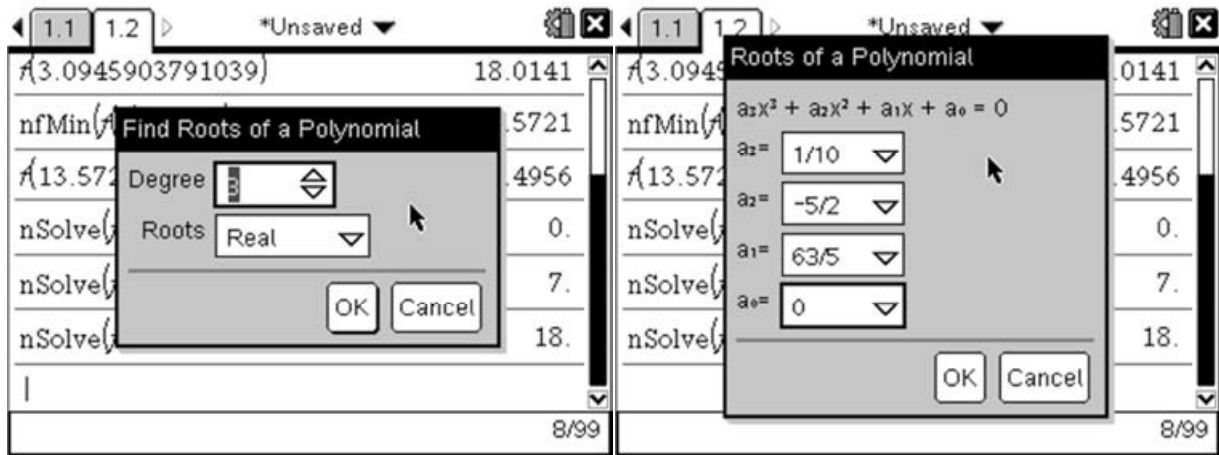 1.1 1.2 *Unsaved
f(3.0945903791039) 18.0141
nfMin(f .5721
f(13.572 .4956
nSolve( 0.
nSolve( 7.
nSolve( 18.
Find Roots of a Polynomial
Degree 3
Roots Real
OK Cancel
8/99
1.1 1.2 *Unsaved
f(3.0945 .0141
nfMin(f .5721
f(13.572 .4956
nSolve( 0.
nSolve( 7.
nSolve( 18.
Roots of a Polynomial
a₃x³ + a₂x² + a₁x + a₀ = 0
a₃= 1/10
a₂= -5/2
a₁= 63/5
a₀= 0
OK Cancel
8/99